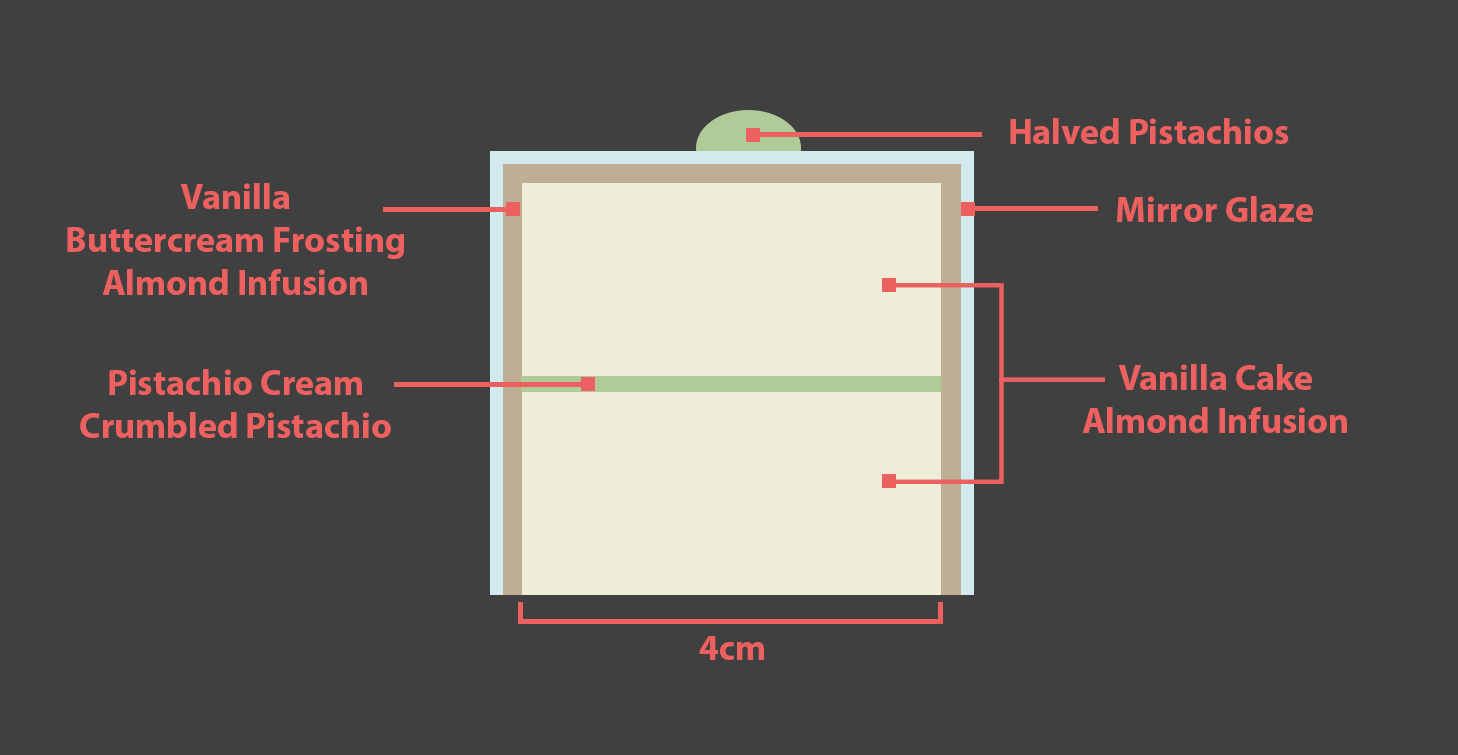 Halved Pistachios
Vanilla
Buttercream Frosting
Almond Infusion
Mirror Glaze
Pistachio Cream
Crumbled Pistachio
Vanilla Cake
Almond Infusion
4cm